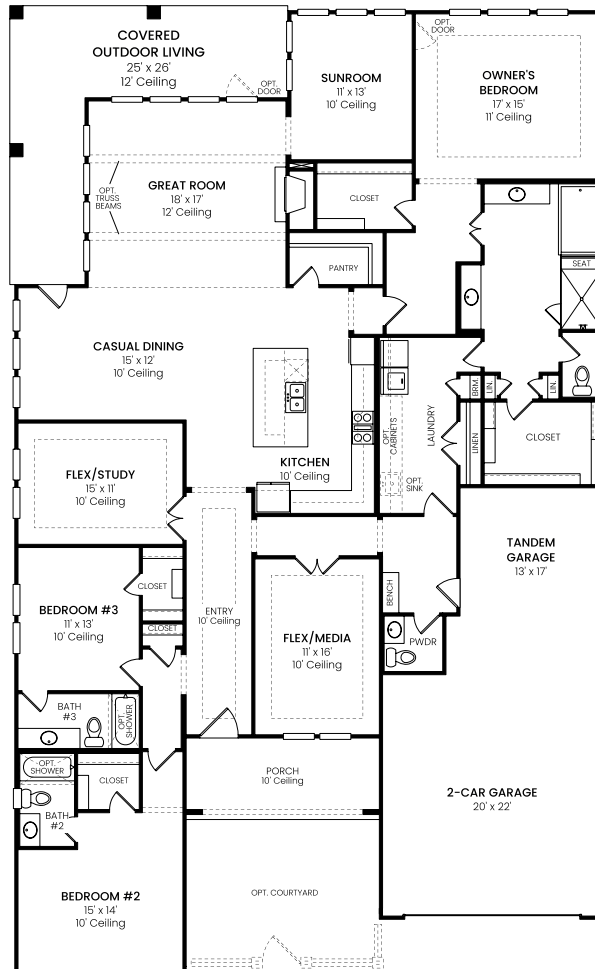 COVERED
OUTDOOR LIVING
25' x 26'
12' Ceiling
OPT.
DOOR
SUNROOM
11' x 13'
10' Ceiling
OPT.
DOOR
OWNER'S
BEDROOM
17' x 15'
11' Ceiling
OPT.
TRUSS
BEAMS
GREAT ROOM
18' x 17'
12' Ceiling
CLOSET
PANTRY
SEAT
CASUAL DINING
15' x 12'
10' Ceiling
KITCHEN
10' Ceiling
OPT.
CABINETS
LAUNDRY
OPT.
SINK
BRM.
LIN.
LIN.
LINEN
CLOSET
FLEX/STUDY
15' x 11'
10' Ceiling
TANDEM
GARAGE
13' x 17'
BEDROOM #3
11' x 13'
10' Ceiling
CLOSET
CLOSET
ENTRY
10' Ceiling
FLEX/MEDIA
11' x 16'
10' Ceiling
BENCH
PWDR
BATH
#3
OPT.
SHOWER
OPT.
SHOWER
CLOSET
BATH
#2
PORCH
10' Ceiling
2-CAR GARAGE
20' x 22'
BEDROOM #2
15' x 14'
10' Ceiling
OPT. COURTYARD